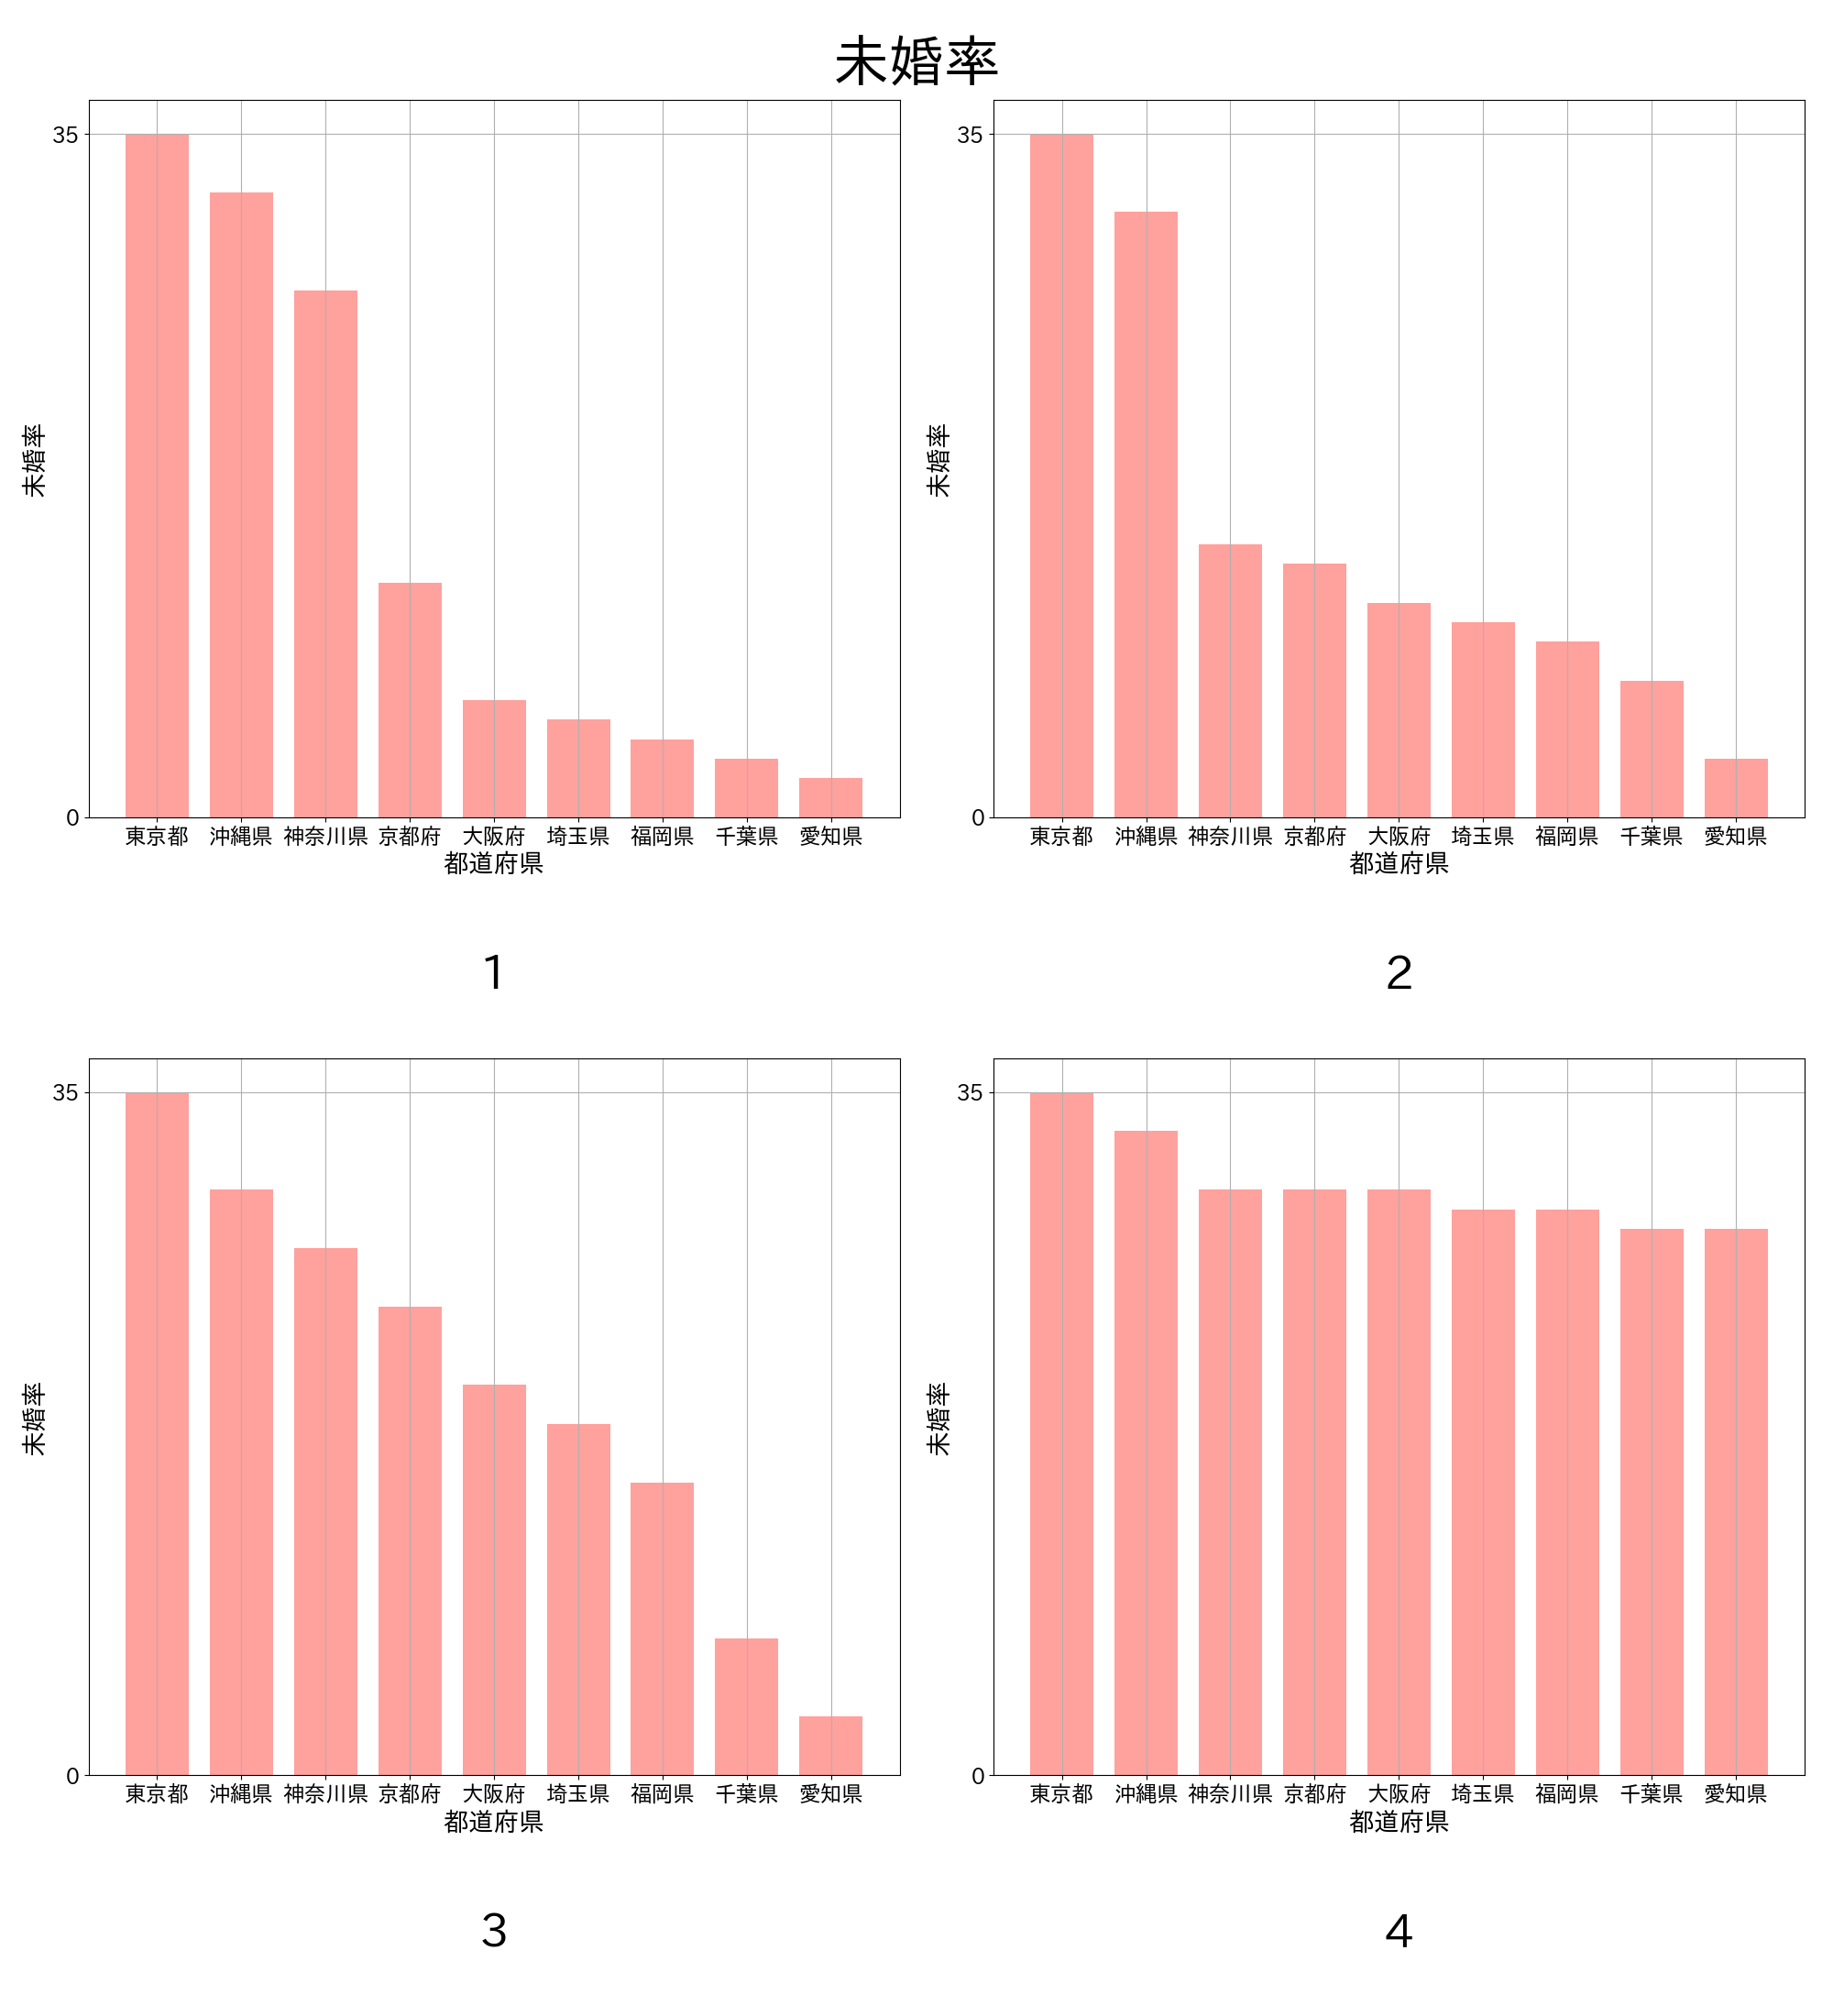 未婚率
35
0
未婚率
東京都 沖縄県 神奈川県 京都府 大阪府 埼玉県 福岡県 千葉県 愛知県
都道府県
1
35
0
未婚率
東京都 沖縄県 神奈川県 京都府 大阪府 埼玉県 福岡県 千葉県 愛知県
都道府県
2
35
0
未婚率
東京都 沖縄県 神奈川県 京都府 大阪府 埼玉県 福岡県 千葉県 愛知県
都道府県
3
35
0
未婚率
東京都 沖縄県 神奈川県 京都府 大阪府 埼玉県 福岡県 千葉県 愛知県
都道府県
4